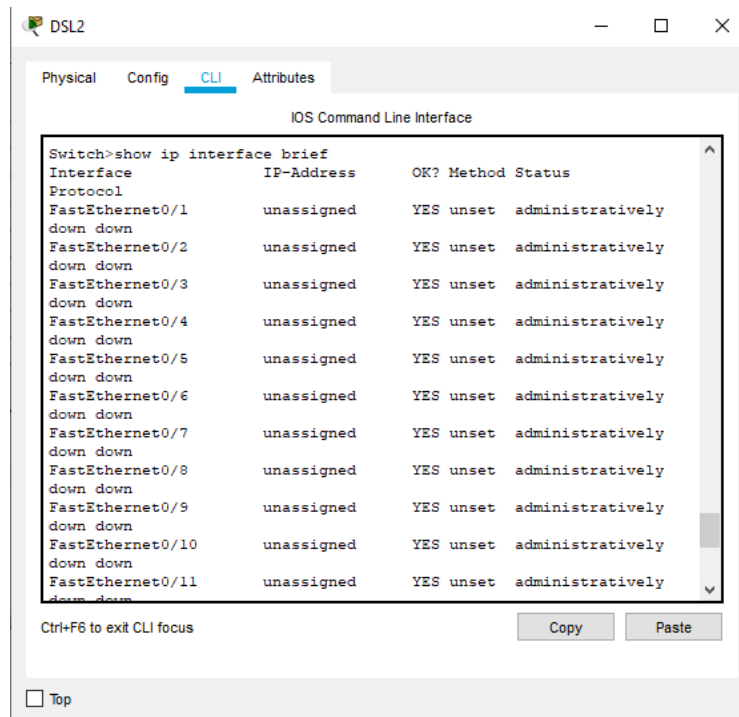 DSL2
Physical Config CLI Attributes
IOS Command Line Interface
Switch>show ip interface brief
Interface IP-Address OK? Method Status
Protocol
FastEthernet0/1 unassigned YES unset administratively
down down
FastEthernet0/2 unassigned YES unset administratively
down down
FastEthernet0/3 unassigned YES unset administratively
down down
FastEthernet0/4 unassigned YES unset administratively
down down
FastEthernet0/5 unassigned YES unset administratively
down down
FastEthernet0/6 unassigned YES unset administratively
down down
FastEthernet0/7 unassigned YES unset administratively
down down
FastEthernet0/8 unassigned YES unset administratively
down down
FastEthernet0/9 unassigned YES unset administratively
down down
FastEthernet0/10 unassigned YES unset administratively
down down
FastEthernet0/11 unassigned YES unset administratively
down down
Ctrl+F6 to exit CLI focus
Copy Paste
Top